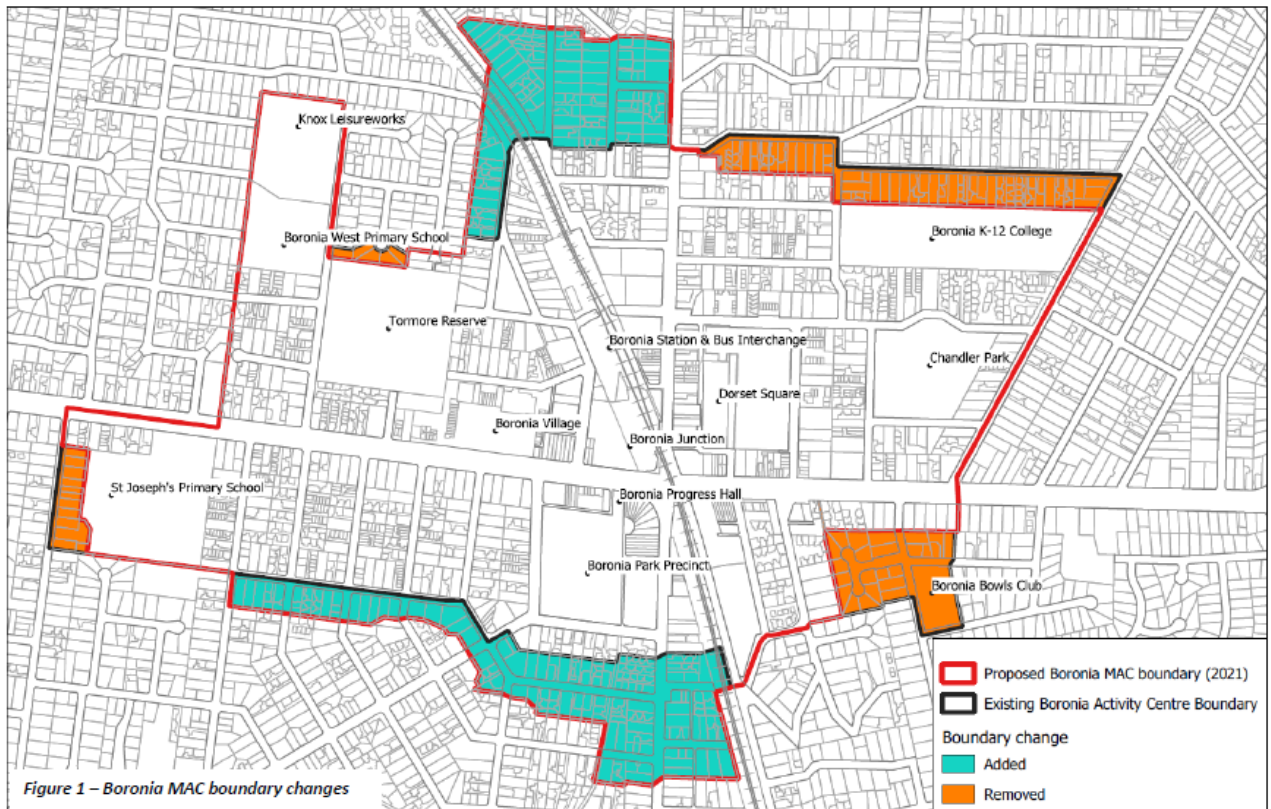 Knox Leisureworks
Boronia West Primary School
Boronia K-12 College
Tormore Reserve
Boronia Station & Bus Interchange
Chandler Park
Dorset Square
Boronia Village
Boronia Junction
St Joseph's Primary School
Boronia Progress Hall
Boronia Park Precinct
Boronia Bowls Club
Proposed Boronia MAC boundary (2021)
Existing Boronia Activity Centre Boundary
Boundary change
Added
Removed
Figure 1 – Boronia MAC boundary changes